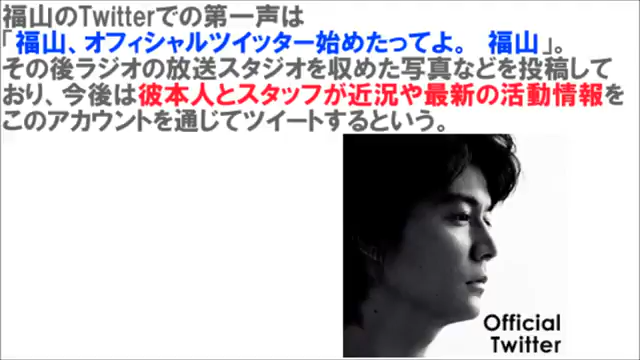 福山のTwitterでの第一声は
「福山、オフィシャルツイッター始めたってよ。　福山」。
その後ラジオの放送スタジオを収めた写真などを投稿して
おり、今後は彼本人とスタッフが近況や最新の活動情報を
このアカウントを通じてツイートするという。
Official
Twitter